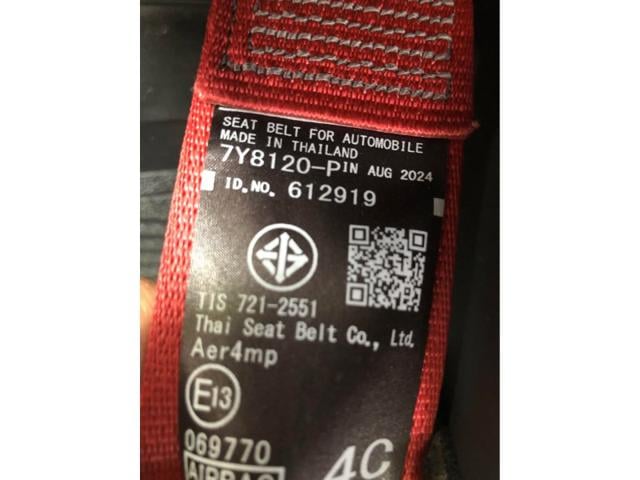 SEAT BELT FOR AUTOMOBILE
MADE IN THAILAND
7Y8120-P IN AUG 2024
ID.NO. 612919
TIS 721-2551
Thai Seat Belt Co., Ltd.
Aer4mp
E13
069770
4C
AIRBAG